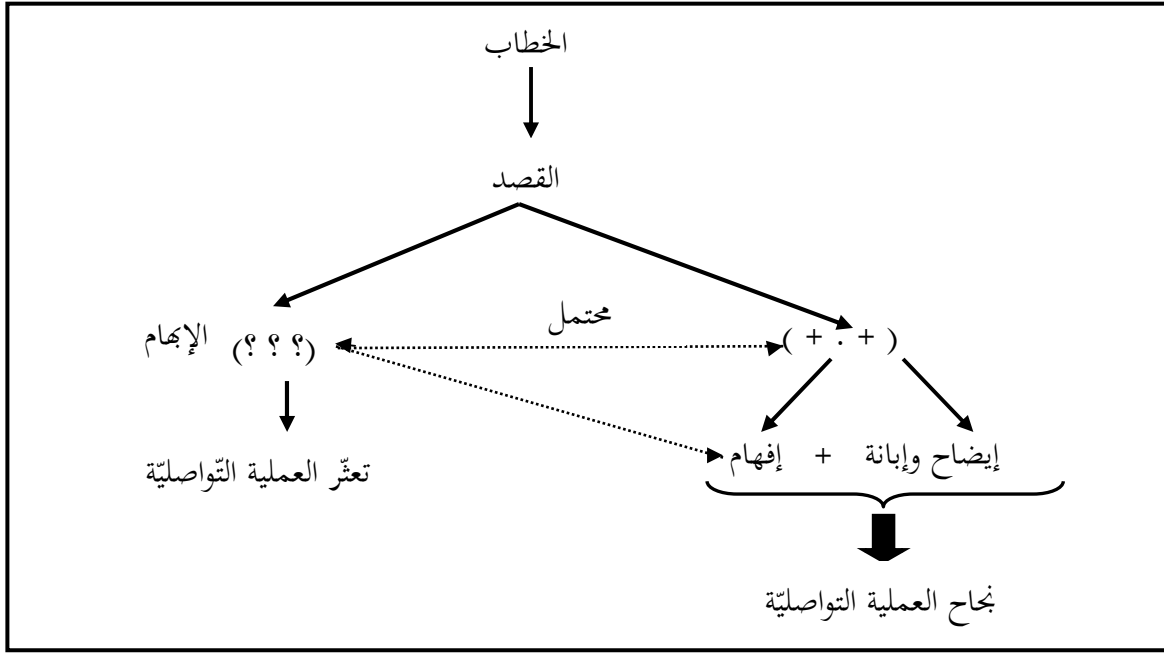 الخطاب
القصد
محتمل
( + . + )
(؟ ؟ ؟) الإبهام
إيضاح وإبانة + إفهام
تعثّر العملية التّواصليّة
نجاح العملية التواصليّة